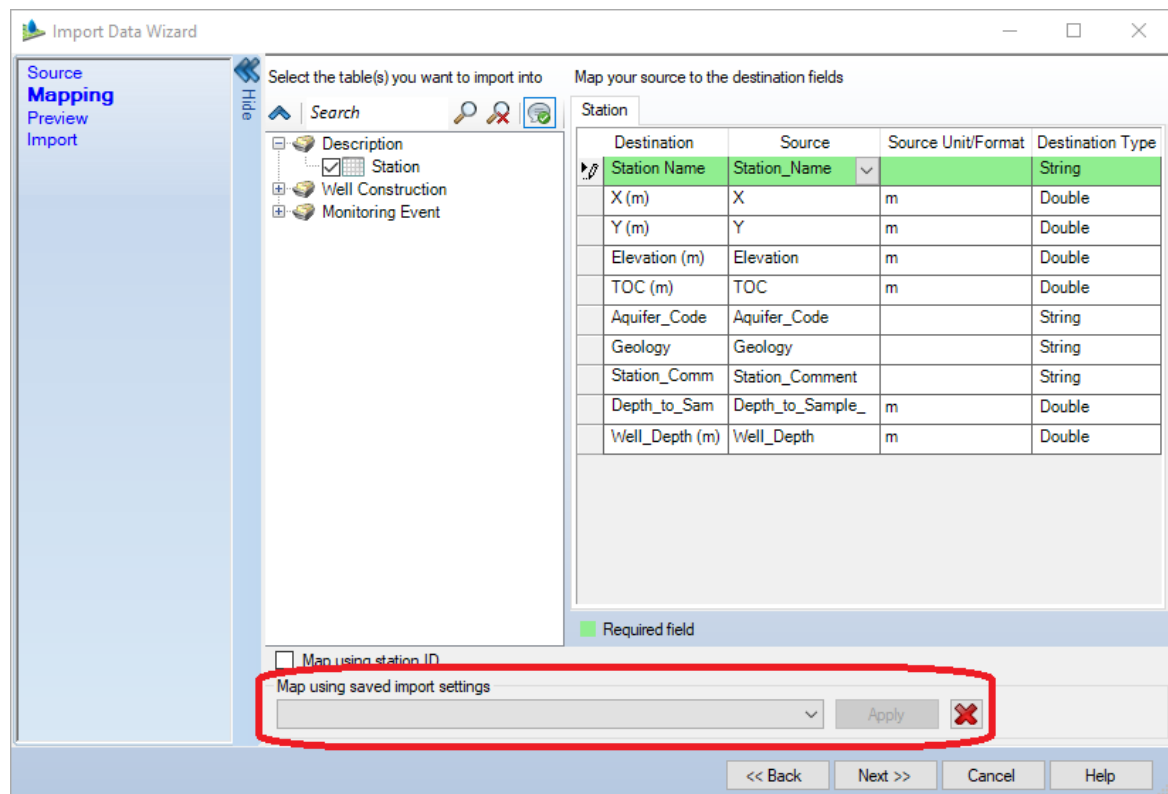 Import Data Wizard
Source
Mapping
Preview
Import
Hide
Select the table(s) you want to import into
Search
Description
Station
Well Construction
Monitoring Event
Map your source to the destination fields
Station
Destination Source Source Unit/Format Destination Type
Station Name Station_Name String
X (m) X m Double
Y (m) Y m Double
Elevation (m) Elevation m Double
TOC (m) TOC m Double
Aquifer_Code Aquifer_Code String
Geology Geology String
Station_Comm Station_Comment String
Depth_to_Sam Depth_to_Sample_ m Double
Well_Depth (m) Well_Depth m Double
Required field
Map using station ID
Map using saved import settings
Apply
<< Back Next >> Cancel Help